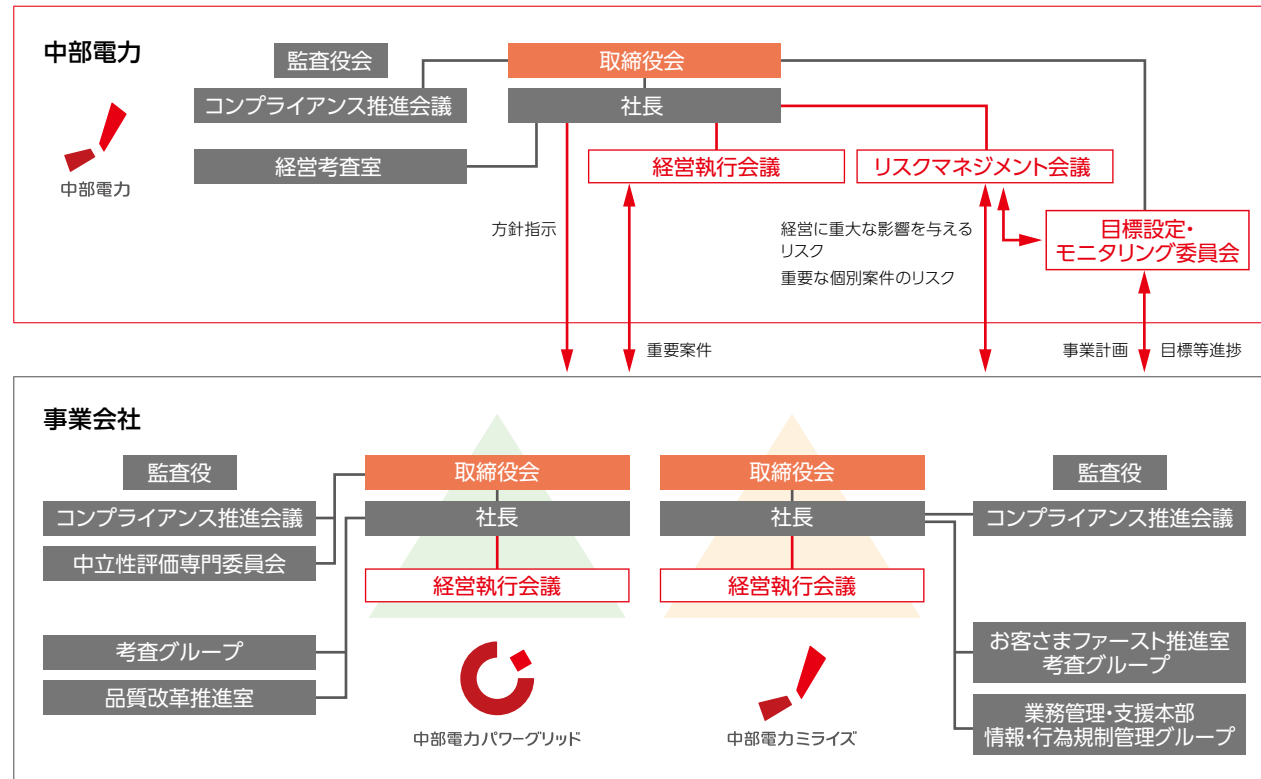 中部電力
監査役会
取締役会
コンプライアンス推進会議
社長
経営考査室
経営執行会議
リスクマネジメント会議
中部電力
方針指示
経営に重大な影響を与える
リスク
重要な個別案件のリスク
目標設定・
モニタリング委員会
重要案件
事業計画
目標等進捗
事業会社
監査役
取締役会
取締役会
監査役
コンプライアンス推進会議
社長
社長
コンプライアンス推進会議
中立性評価専門委員会
経営執行会議
経営執行会議
考査グループ
お客さまファースト推進室
考査グループ
品質改革推進室
業務管理・支援本部
情報・行為規制管理グループ
中部電力パワーグリッド
中部電力ミライズ